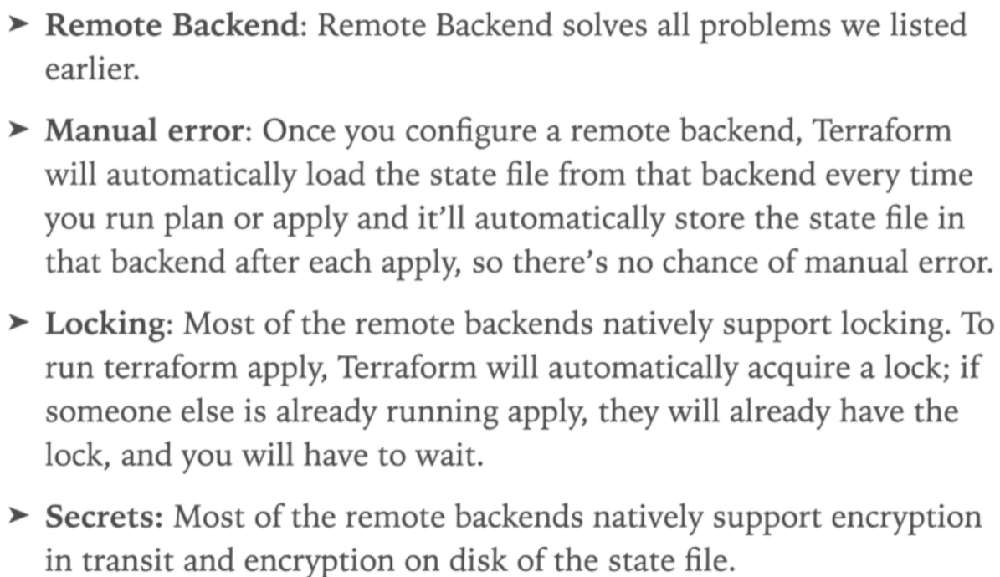 ➤ Remote Backend: Remote Backend solves all problems we listed
earlier.
➤ Manual error: Once you configure a remote backend, Terraform
will automatically load the state file from that backend every time
you run plan or apply and it’ll automatically store the state file in
that backend after each apply, so there’s no chance of manual error.
➤ Locking: Most of the remote backends natively support locking. To
run terraform apply, Terraform will automatically acquire a lock; if
someone else is already running apply, they will already have the
lock, and you will have to wait.
➤ Secrets: Most of the remote backends natively support encryption
in transit and encryption on disk of the state file.